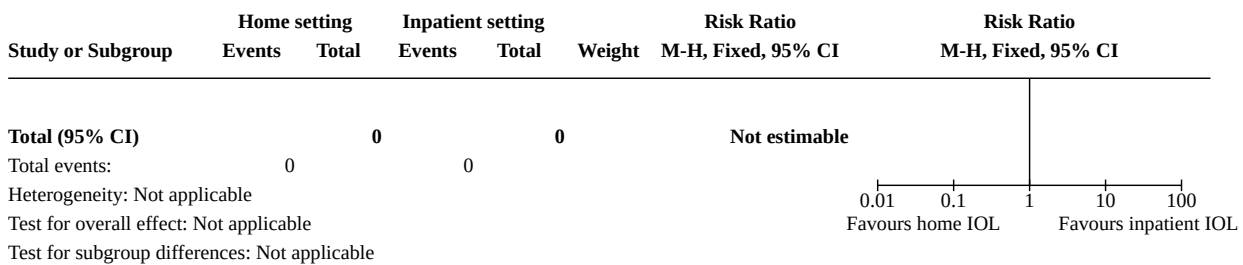 Home setting Inpatient setting Risk Ratio Risk Ratio
Study or Subgroup Events Total Events Total Weight M-H, Fixed, 95% CI M-H, Fixed, 95% CI
Total (95% CI) 0 0 Not estimable
Total events: 0 0
Heterogeneity: Not applicable
0.01 0.1 1 10 100
Test for overall effect: Not applicable
Favours home IOL Favours inpatient IOL
Test for subgroup differences: Not applicable